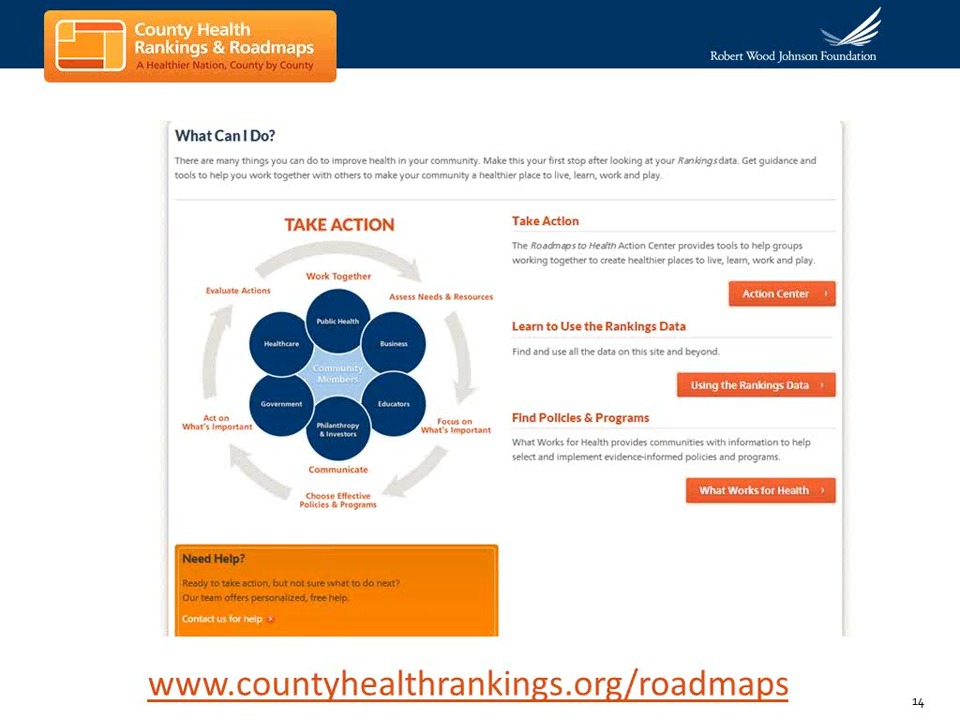 County Health
Rankings & Roadmaps
A Healthier Nation, County by County
Robert Wood Johnson Foundation
What Can I Do?
There are many things you can do to improve health in your community. Make this your first stop after looking at your Rankings data. Get guidance and
tools to help you work together with others to make your community a healthier place to live, learn, work and play.
TAKE ACTION
Work Together
Evaluate Actions
Assess Needs & Resources
Public Health
Healthcare
Business
Community
Members
Government
Educators
Philanthropy
& Investors
Act on
What's Important
Focus on
What's Important
Communicate
Choose Effective
Policies & Programs
Take Action
The Roadmaps to Health Action Center provides tools to help groups
working together to create healthier places to live, learn, work and play.
Action Center
Learn to Use the Rankings Data
Find and use all the data on this site and beyond.
Using the Rankings Data
Find Policies & Programs
What Works for Health provides communities with information to help
select and implement evidence-informed policies and programs.
What Works for Health
Need Help?
Ready to take action, but not sure what to do next?
Our team offers personalized, free help.
Contact us for help
www.countyhealthrankings.org/roadmaps
14